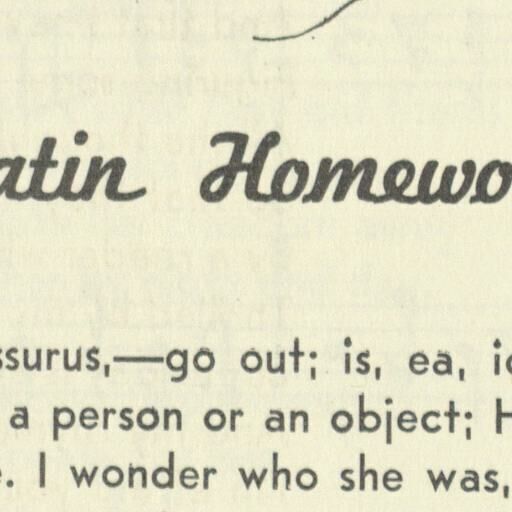 atin Homewo
ssurus,—go out; is, ea, i
a person or an object; H
e. I wonder who she was,